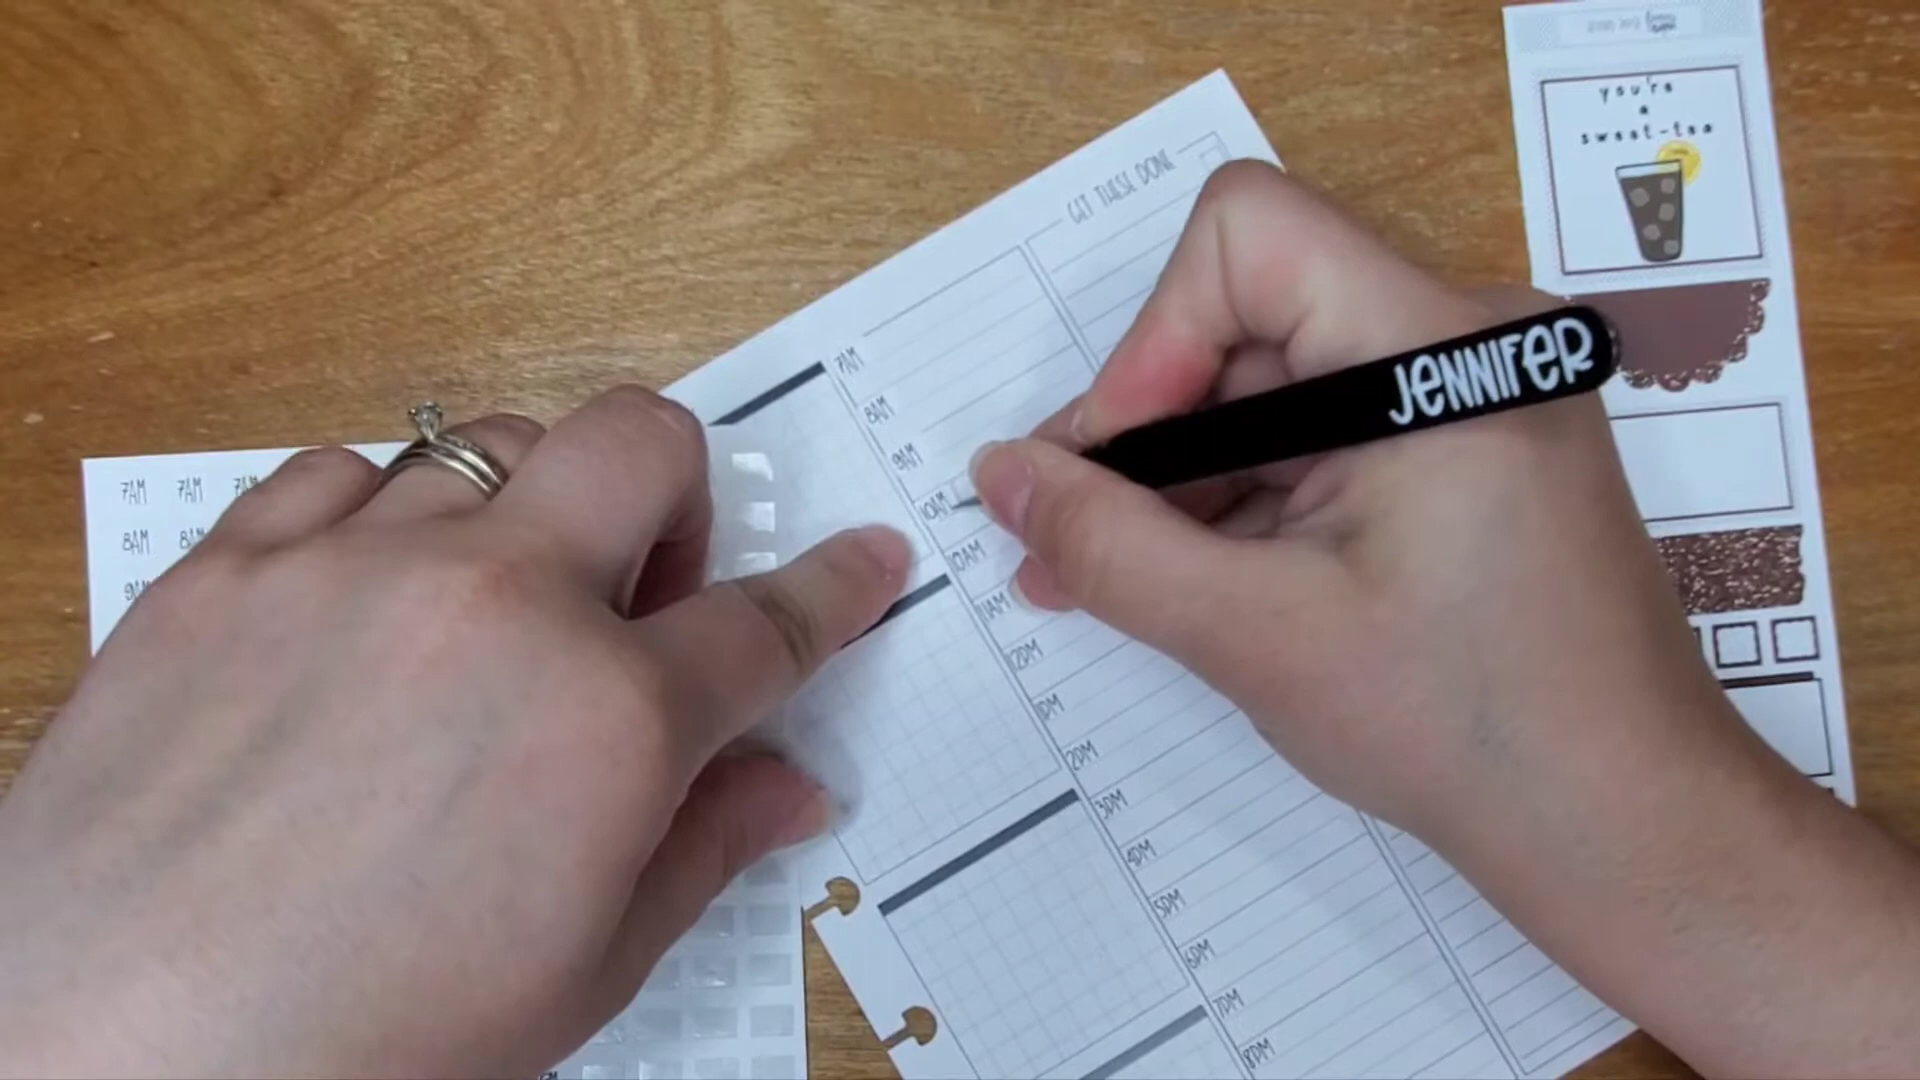 you're
a
sweet-tea
GET THESE DONE
JENNIFER
7AM
8AM
9AM
10AM
10AM
11AM
12PM
1PM
2PM
3PM
4PM
5PM
6PM
7PM
8PM
7AM 7AM 7AM
8AM 8AM
9AM